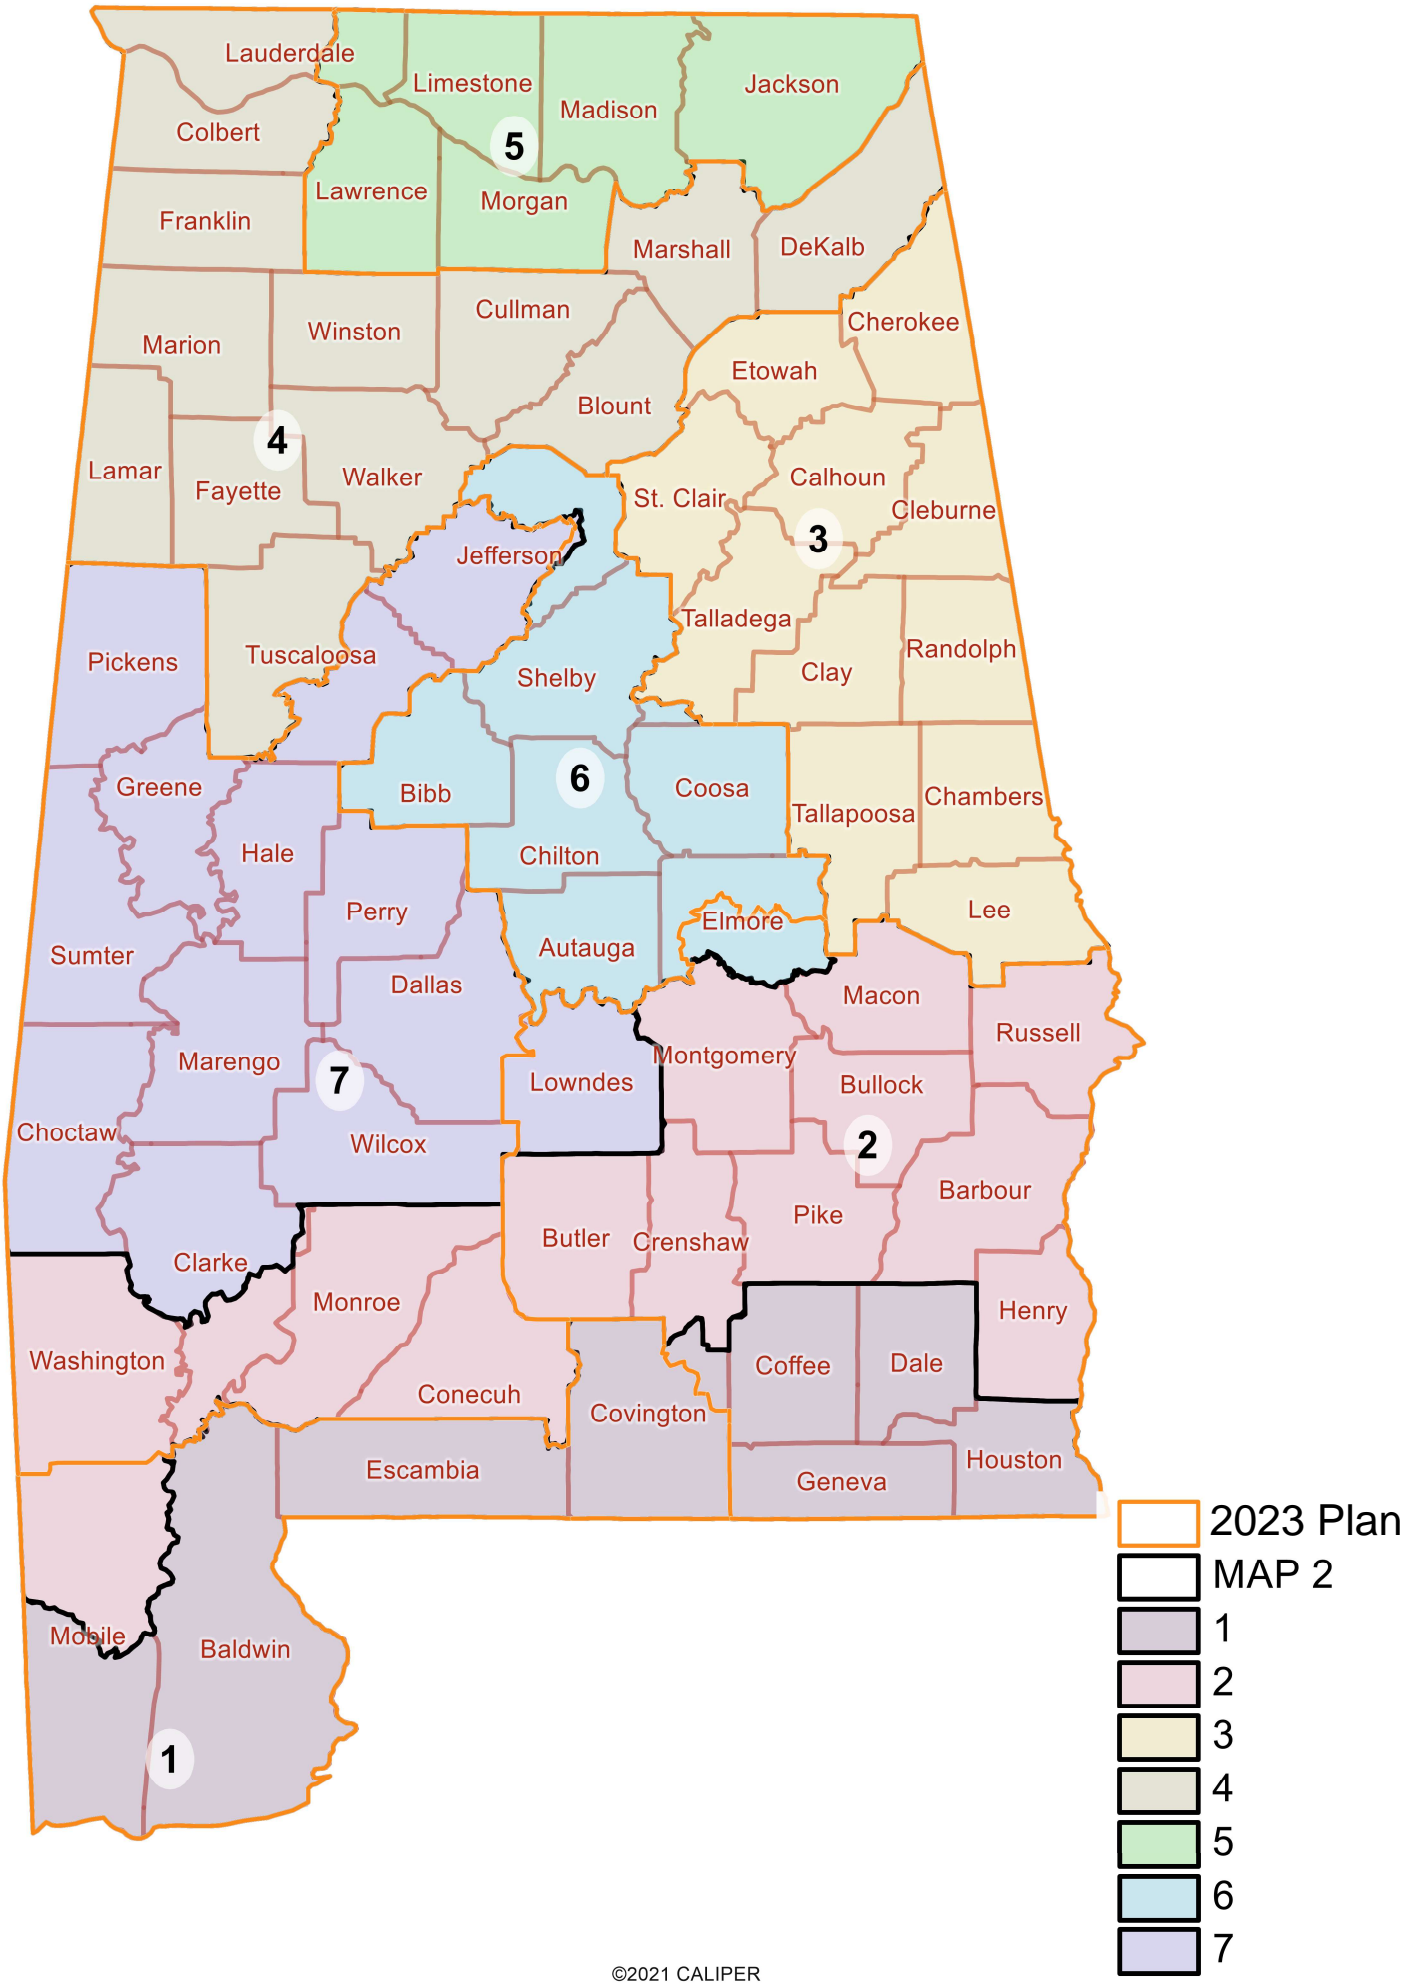 Lauderdale
Limestone
Madison
Jackson
Colbert
5
Lawrence
Morgan
Franklin
Marshall
DeKalb
Cullman
Cherokee
Winston
Marion
Etowah
Blount
4
Lamar
Walker
Fayette
St. Clair
Calhoun
Cleburne
3
Jefferson
Talladega
Randolph
Pickens
Tuscaloosa
Shelby
Clay
6
Greene
Bibb
Coosa
Chambers
Tallapoosa
Hale
Chilton
Perry
Elmore
Lee
Sumter
Autauga
Dallas
Macon
Russell
Marengo
7
Lowndes
Montgomery
Bullock
Choctaw
Wilcox
2
Barbour
Pike
Butler
Crenshaw
Clarke
Monroe
Henry
Washington
Coffee
Dale
Conecuh
Covington
Escambia
Geneva
Houston
Mobile
Baldwin
1
2023 Plan
MAP 2
1
2
3
4
5
6
7
©2021 CALIPER